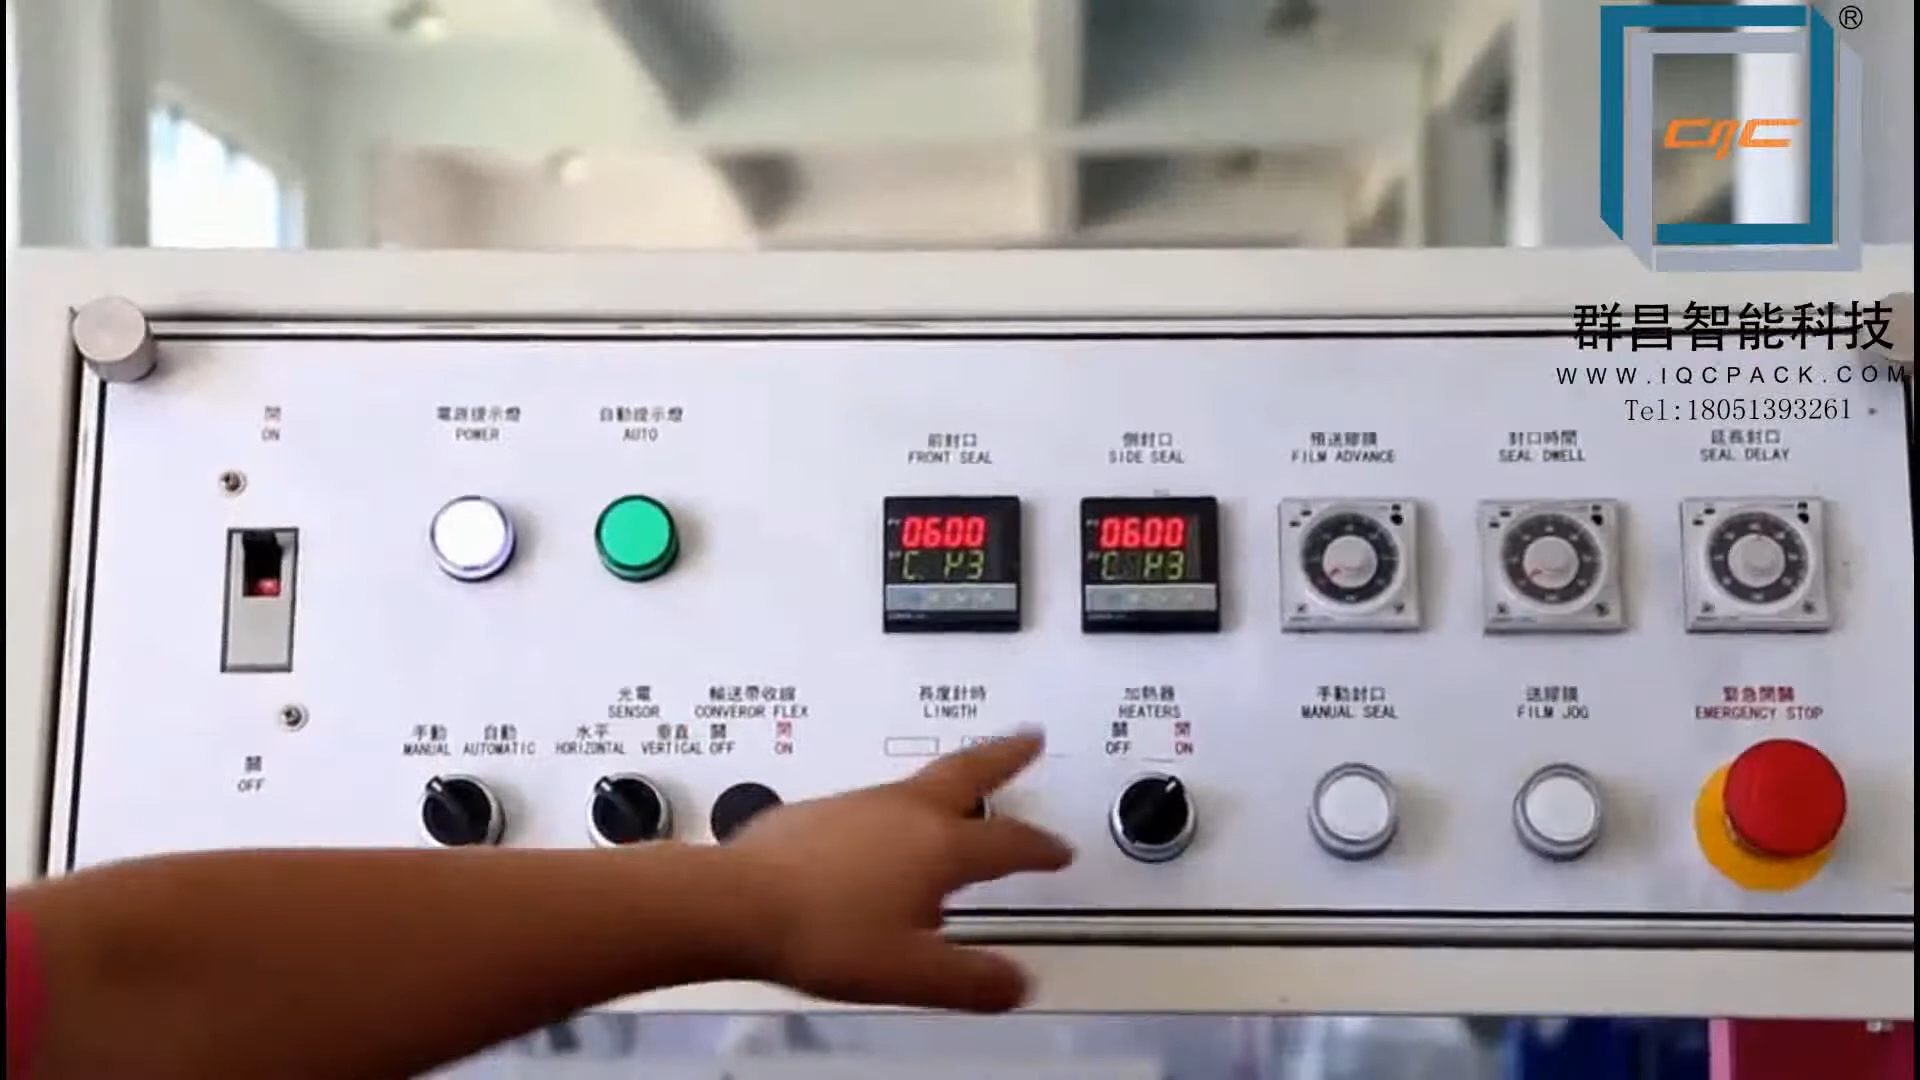 ®
CQC
群昌智能科技
WWW.IQCPACK.COM
Tel:18051393261
開
ON
電源提示燈
POWER
自動提示燈
AUTO
前封口
FRONT SEAL
側封口
SIDE SEAL
預送膠膜
FILM ADVANCE
封口時間
SEAL DWELL
延長封口
SEAL DELAY
0600
C M3
0600
C M3
關
OFF
手動
MANUAL
自動
AUTOMATIC
光電
SENSOR
水平
HORIZONTAL
垂直
VERTICAL
輸送帶收線
CONVEROR FLEX
關
OFF
開
ON
長度計時
LINGTH
加熱器
HEATERS
關
OFF
開
ON
手動封口
MANUAL SEAL
送膠膜
FILM JOG
緊急開關
EMERGENCY STOP